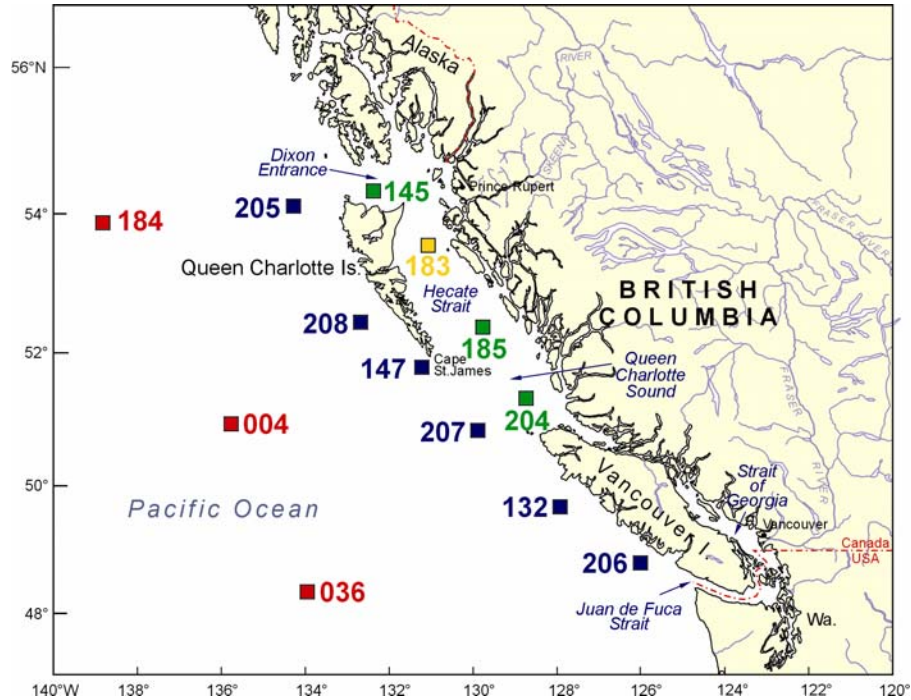 Alaska
56°N
RIVER
SKEENA
Dixon
Entrance
145
Prince Rupert
54°
184
205
FRASER RIVER
183
Queen Charlotte Is.
Hecate
Strait
BRITISH
COLUMBIA
208
185
52°
147
Cape
St.James
Queen
Charlotte
Sound
FRASER
004
204
207
Vancouver I.
Strait
of
Georgia
50°
Pacific Ocean
132
RIVER
Vancouver
Canada
USA
206
036
48°
Juan de Fuca
Strait
Wa.
140°W
138°
136°
134°
132°
130°
128°
126°
124°
122°
120°